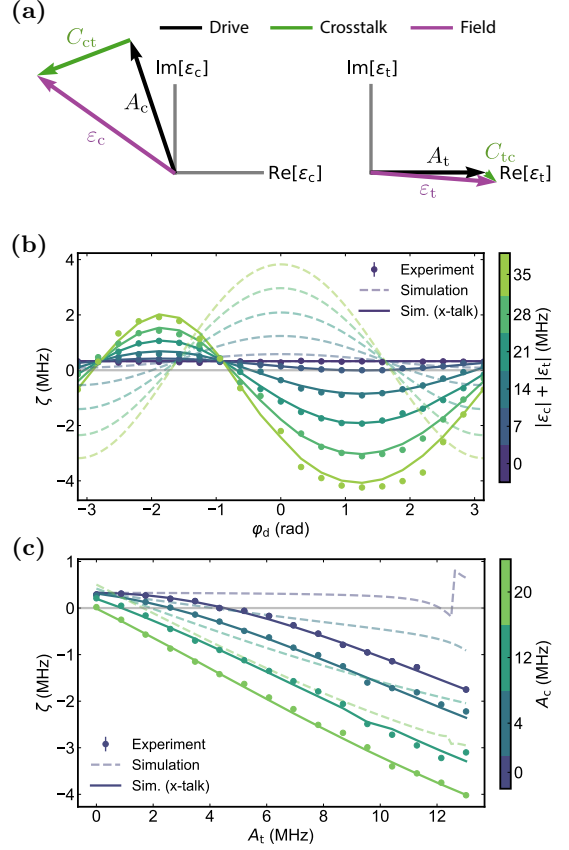 (a)
Drive Crosstalk Field
C_ct Im[ε_c] Im[ε_t]
A_c A_t C_tc
ε_c Re[ε_c] ε_t Re[ε_t]
(b)
4
2
0
−2
−4
ζ (MHz)
Experiment
Simulation
Sim. (x-talk)
−3 −2 −1 0 1 2 3
φ_d (rad)
35
28
21
14
7
0
|ε_c| + |ε_t| (MHz)
(c)
1
0
−1
−2
−3
−4
ζ (MHz)
Experiment
Simulation
Sim. (x-talk)
0 2 4 6 8 10 12
A_t (MHz)
20
12
4
0
A_c (MHz)